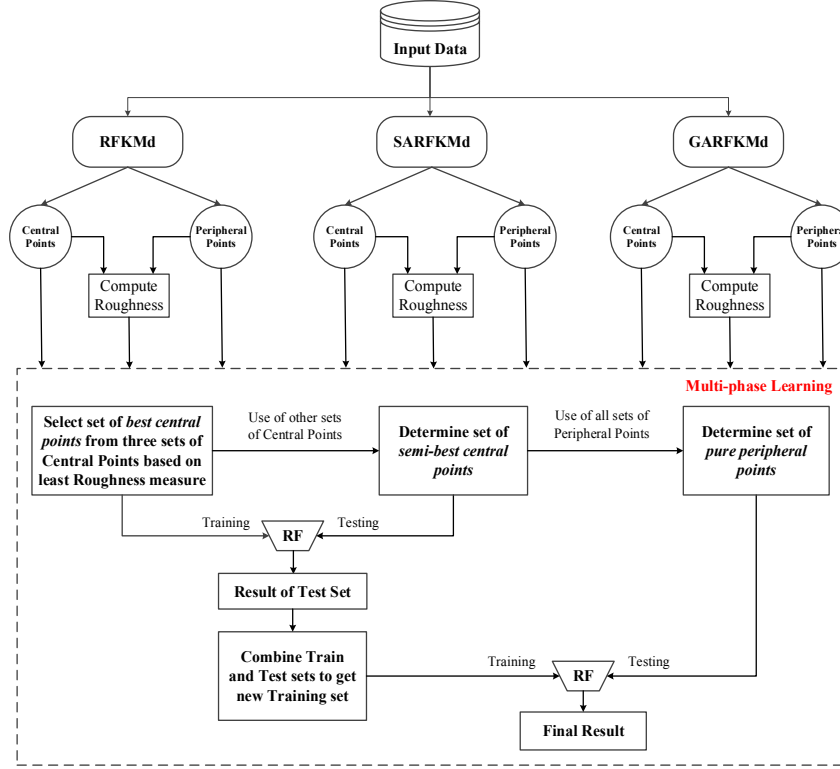 Input Data
RFKMd
SARFKMd
GARFKMd
Central
Points
Peripheral
Points
Central
Points
Peripheral
Points
Central
Points
Peripheral
Points
Compute
Roughness
Compute
Roughness
Compute
Roughness
Multi-phase Learning
Select set of best central
points from three sets of
Central Points based on
least Roughness measure
Use of other sets
of Central Points
Determine set of
semi-best central
points
Use of all sets of
Peripheral Points
Determine set of
pure peripheral
points
Training
RF
Testing
Result of Test Set
Combine Train
and Test sets to get
new Training set
Training
RF
Testing
Final Result